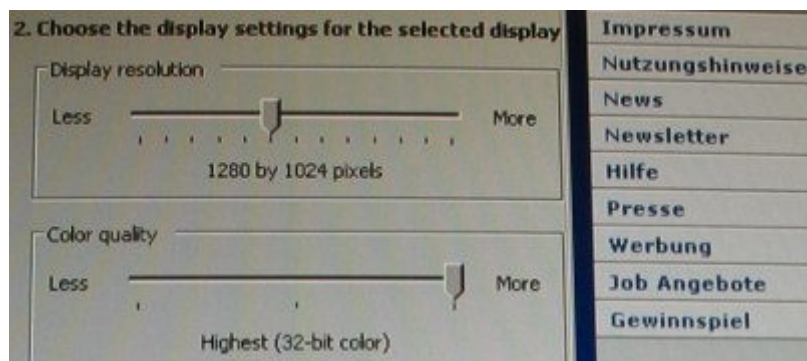 2. Choose the display settings for the selected display
Display resolution
Less
More
1280 by 1024 pixels
Color quality
Less
More
Highest (32-bit color)
Impressum
Nutzungshinweise
News
Newsletter
Hilfe
Presse
Werbung
Job Angebote
Gewinnspiel